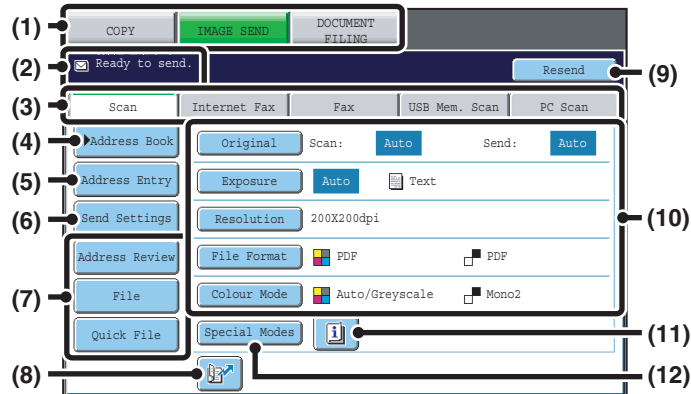 (1) COPY IMAGE SEND DOCUMENT FILING
(2) Ready to send. Resend (9)
(3) Scan Internet Fax Fax USB Mem. Scan PC Scan
(4) Address Book Original Scan: Auto Send: Auto
(5) Address Entry Exposure Auto Text
(6) Send Settings Resolution 200X200dpi (10)
Address Review File Format PDF PDF
(7) File Colour Mode Auto/Greyscale Mono2
Quick File Special Modes (11)
(8) (12)